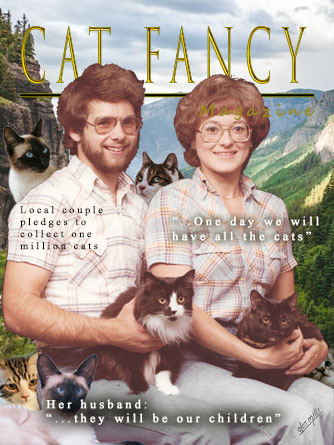 CAT FANCY
Magazine
Local couple
pledges to
collect one
million cats
"...One day we will
have all the cats"
Her husband:
"...they will be our children"